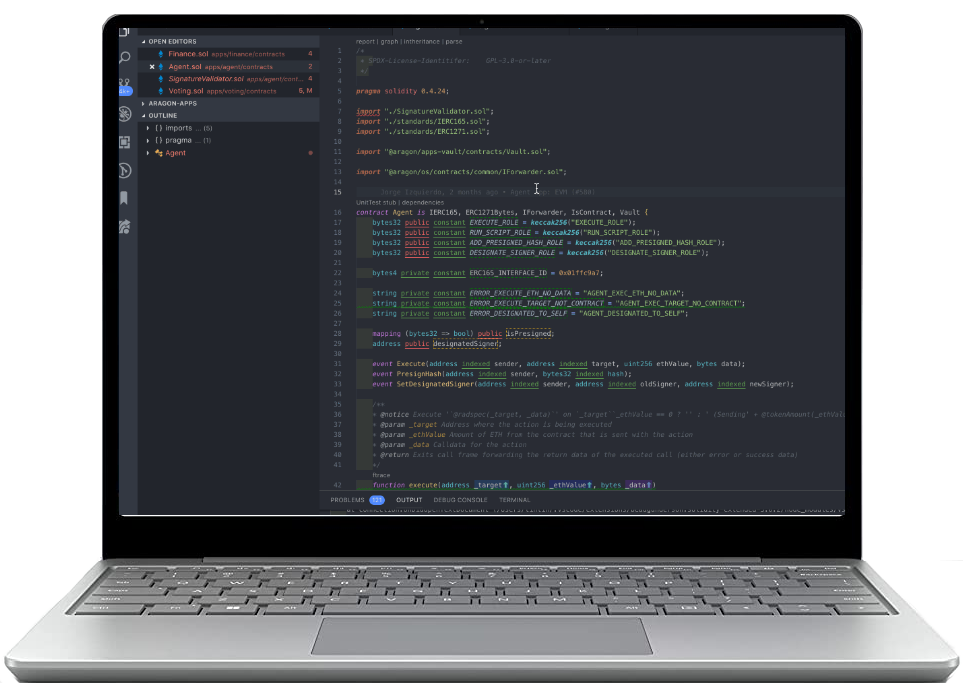 OPEN EDITORS
Finance.sol apps/finance/contracts 4
Agent.sol apps/agent/contracts 2
SignatureValidator.sol apps/agent/cont... 4
Voting.sol apps/voting/contracts 5, M
ARAGON-APPS
OUTLINE
{} imports ... (5)
{} pragma ... (1)
Agent
report | graph | inheritance | parse
1 /*
2 * SPDX-License-Identitifer: GPL-3.0-or-later
3 */
4
5 pragma solidity 0.4.24;
6
7 import "./SignatureValidator.sol";
8 import "./standards/IERC165.sol";
9 import "./standards/ERC1271.sol";
10
11 import "@aragon/apps-vault/contracts/Vault.sol";
12
13 import "@aragon/os/contracts/common/IForwarder.sol";
14
15 Jorge Izquierdo, 2 months ago • Agent EVM (#500)
UnitTest stub | dependencies
16 contract Agent is IERC165, ERC1271Bytes, IForwarder, IsContract, Vault {
17 bytes32 public constant EXECUTE_ROLE = keccak256("EXECUTE_ROLE");
18 bytes32 public constant RUN_SCRIPT_ROLE = keccak256("RUN_SCRIPT_ROLE");
19 bytes32 public constant ADD_PRESIGNED_HASH_ROLE = keccak256("ADD_PRESIGNED_HASH_ROLE");
20 bytes32 public constant DESIGNATE_SIGNER_ROLE = keccak256("DESIGNATE_SIGNER_ROLE");
21
22 bytes4 private constant ERC165_INTERFACE_ID = 0x01ffc9a7;
23
24 string private constant ERROR_EXECUTE_ETH_NO_DATA = "AGENT_EXEC_ETH_NO_DATA";
25 string private constant ERROR_EXECUTE_TARGET_NOT_CONTRACT = "AGENT_EXEC_TARGET_NO_CONTRACT";
26 string private constant ERROR_DESIGNATED_TO_SELF = "AGENT_DESIGNATED_TO_SELF";
27
28 mapping (bytes32 => bool) public isPresigned;
29 address public designatedSigner;
30
31 event Execute(address indexed sender, address indexed target, uint256 ethValue, bytes data);
32 event PresignHash(address indexed sender, bytes32 indexed hash);
33 event SetDesignatedSigner(address indexed sender, address indexed oldSigner, address indexed newSigner);
34
35 /**
36 * @notice Execute '`@radspec(_target, _data)`' on `_target``_ethValue == 0 ? '' : ' (Sending' + @tokenAmount(_ethVal
37 * @param _target Address where the action is being executed
38 * @param _ethValue Amount of ETH from the contract that is sent with the action
39 * @param _data Calldata for the action
40 * @return Exits call frame forwarding the return data of the executed call (either error or success data)
41 */
ftrace
42 function execute(address _target↑, uint256 _ethValue↑, bytes _data↑)
PROBLEMS 323 OUTPUT DEBUG CONSOLE TERMINAL